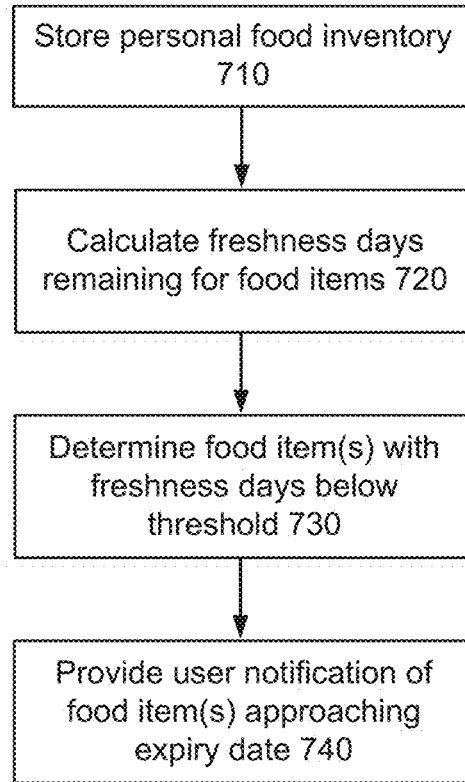 Store personal food inventory
710
Calculate freshness days
remaining for food items 720
Determine food item(s) with
freshness days below
threshold 730
Provide user notification of
food item(s) approaching
expiry date 740